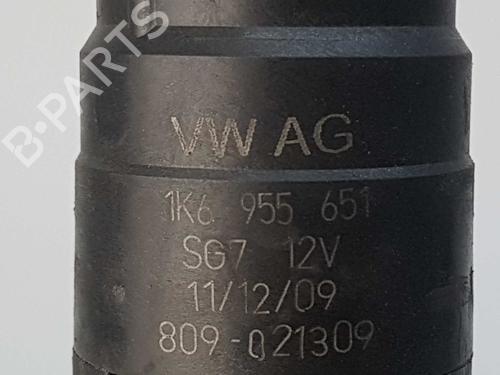 B-PARTS
VW AG
1K6 955 651
SG7 12V
11/12/09
809-021309